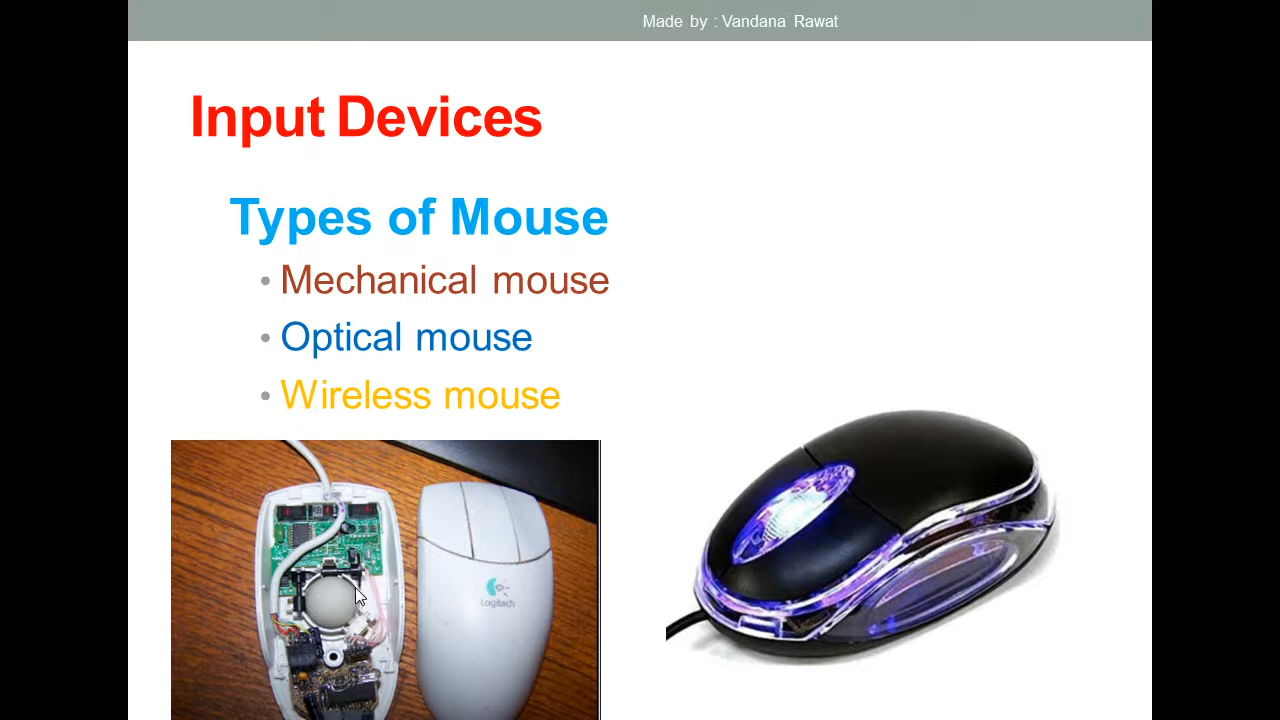 Made by : Vandana Rawat
Input Devices
Types of Mouse
• Mechanical mouse
• Optical mouse
• Wireless mouse
Logitech